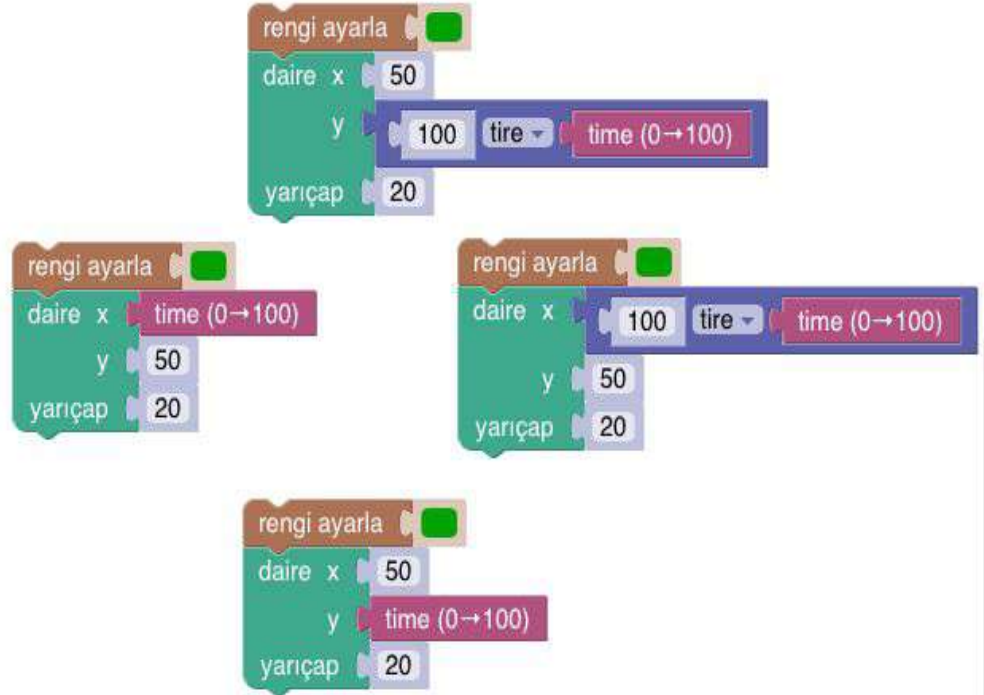 rengi ayarla
daire x 50
y 100 tire time (0→100)
yarıçap 20
rengi ayarla
daire x time (0→100)
y 50
yarıçap 20
rengi ayarla
daire x 100 tire time (0→100)
y 50
yarıçap 20
rengi ayarla
daire x 50
y time (0→100)
yarıçap 20